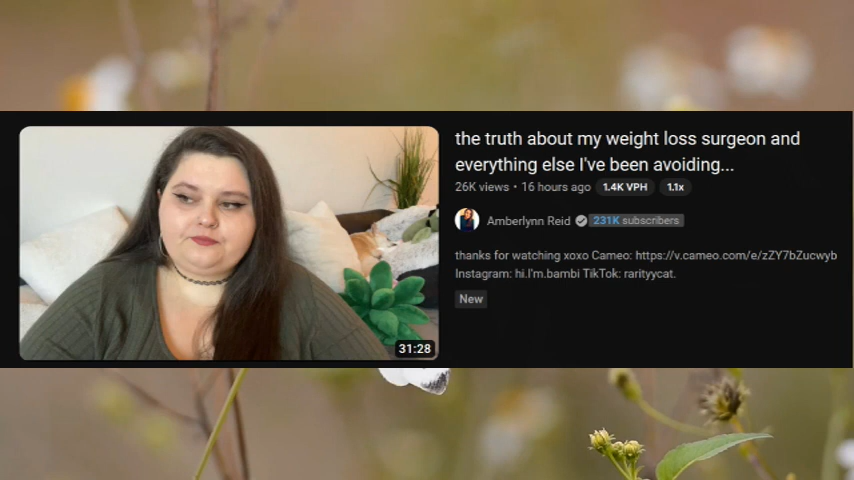 the truth about my weight loss surgeon and
everything else I've been avoiding...
26K views • 16 hours ago 1.4K VPH 1.1x
Amberlynn Reid 231K subscribers
thanks for watching xoxo Cameo: https://v.cameo.com/e/zZY7bZucwyb
Instagram: hi.I'm.bambi TikTok: rarityycat.
New
31:28